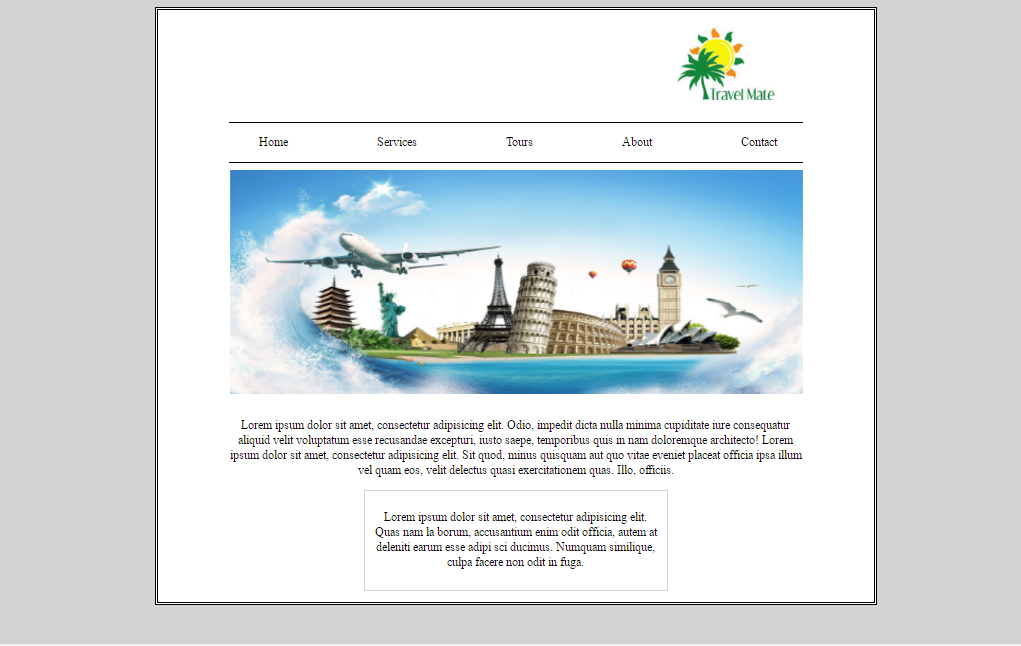 Travel Mate
Home Services Tours About Contact
Lorem ipsum dolor sit amet, consectetur adipisicing elit. Odio, impedit dicta nulla minima cupiditate iure consequatur
aliquid velit voluptatum esse recusandae excepturi, iusto saepe, temporibus quis in nam doloremque architecto! Lorem
ipsum dolor sit amet, consectetur adipisicing elit. Sit quod, minus quisquam aut quo vitae eveniet placeat officia ipsa illum
vel quam eos, velit delectus quasi exercitationem quas. Illo, officiis.
Lorem ipsum dolor sit amet, consectetur adipisicing elit.
Quas nam la borum, accusantium enim odit officia, autem at
deleniti earum esse adipi sci ducimus. Numquam similique,
culpa facere non odit in fuga.